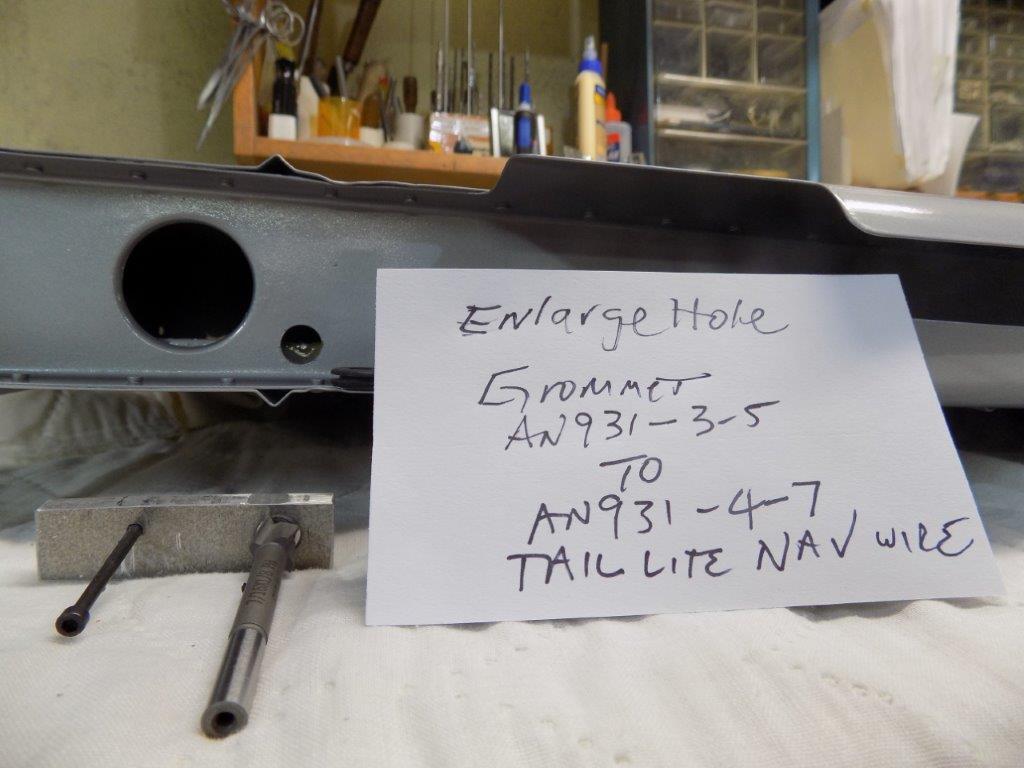 Enlarge Hole
Grommet
AN931-3-5
TO
AN931-4-7
TAIL LITE NAV WIRE